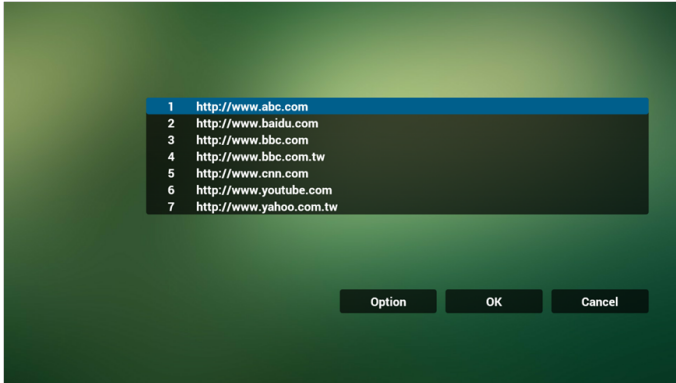 1 http://www.abc.com
2 http://www.baidu.com
3 http://www.bbc.com
4 http://www.bbc.com.tw
5 http://www.cnn.com
6 http://www.youtube.com
7 http://www.yahoo.com.tw
Option OK Cancel